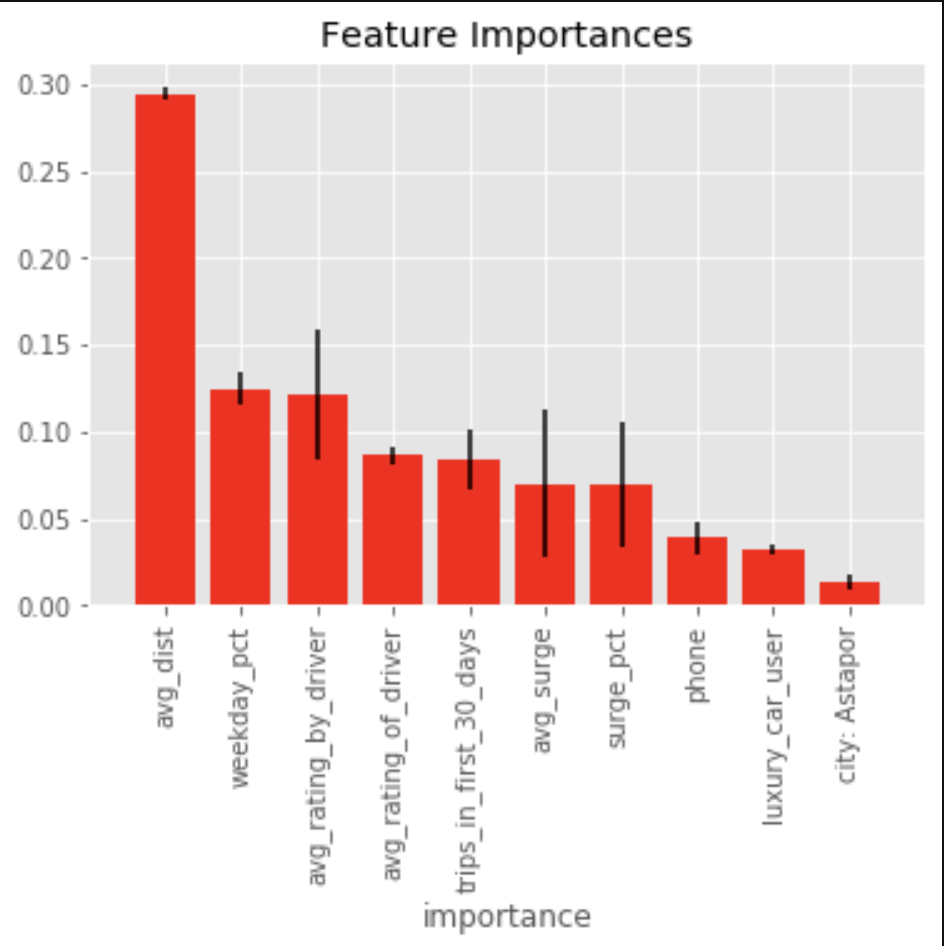 Feature Importances
0.30
0.25
0.20
0.15
0.10
0.05
0.00
avg_dist
weekday_pct
avg_rating_by_driver
avg_rating_of_driver
trips_in_first_30_days
avg_surge
surge_pct
phone
luxury_car_user
city: Astapor
importance